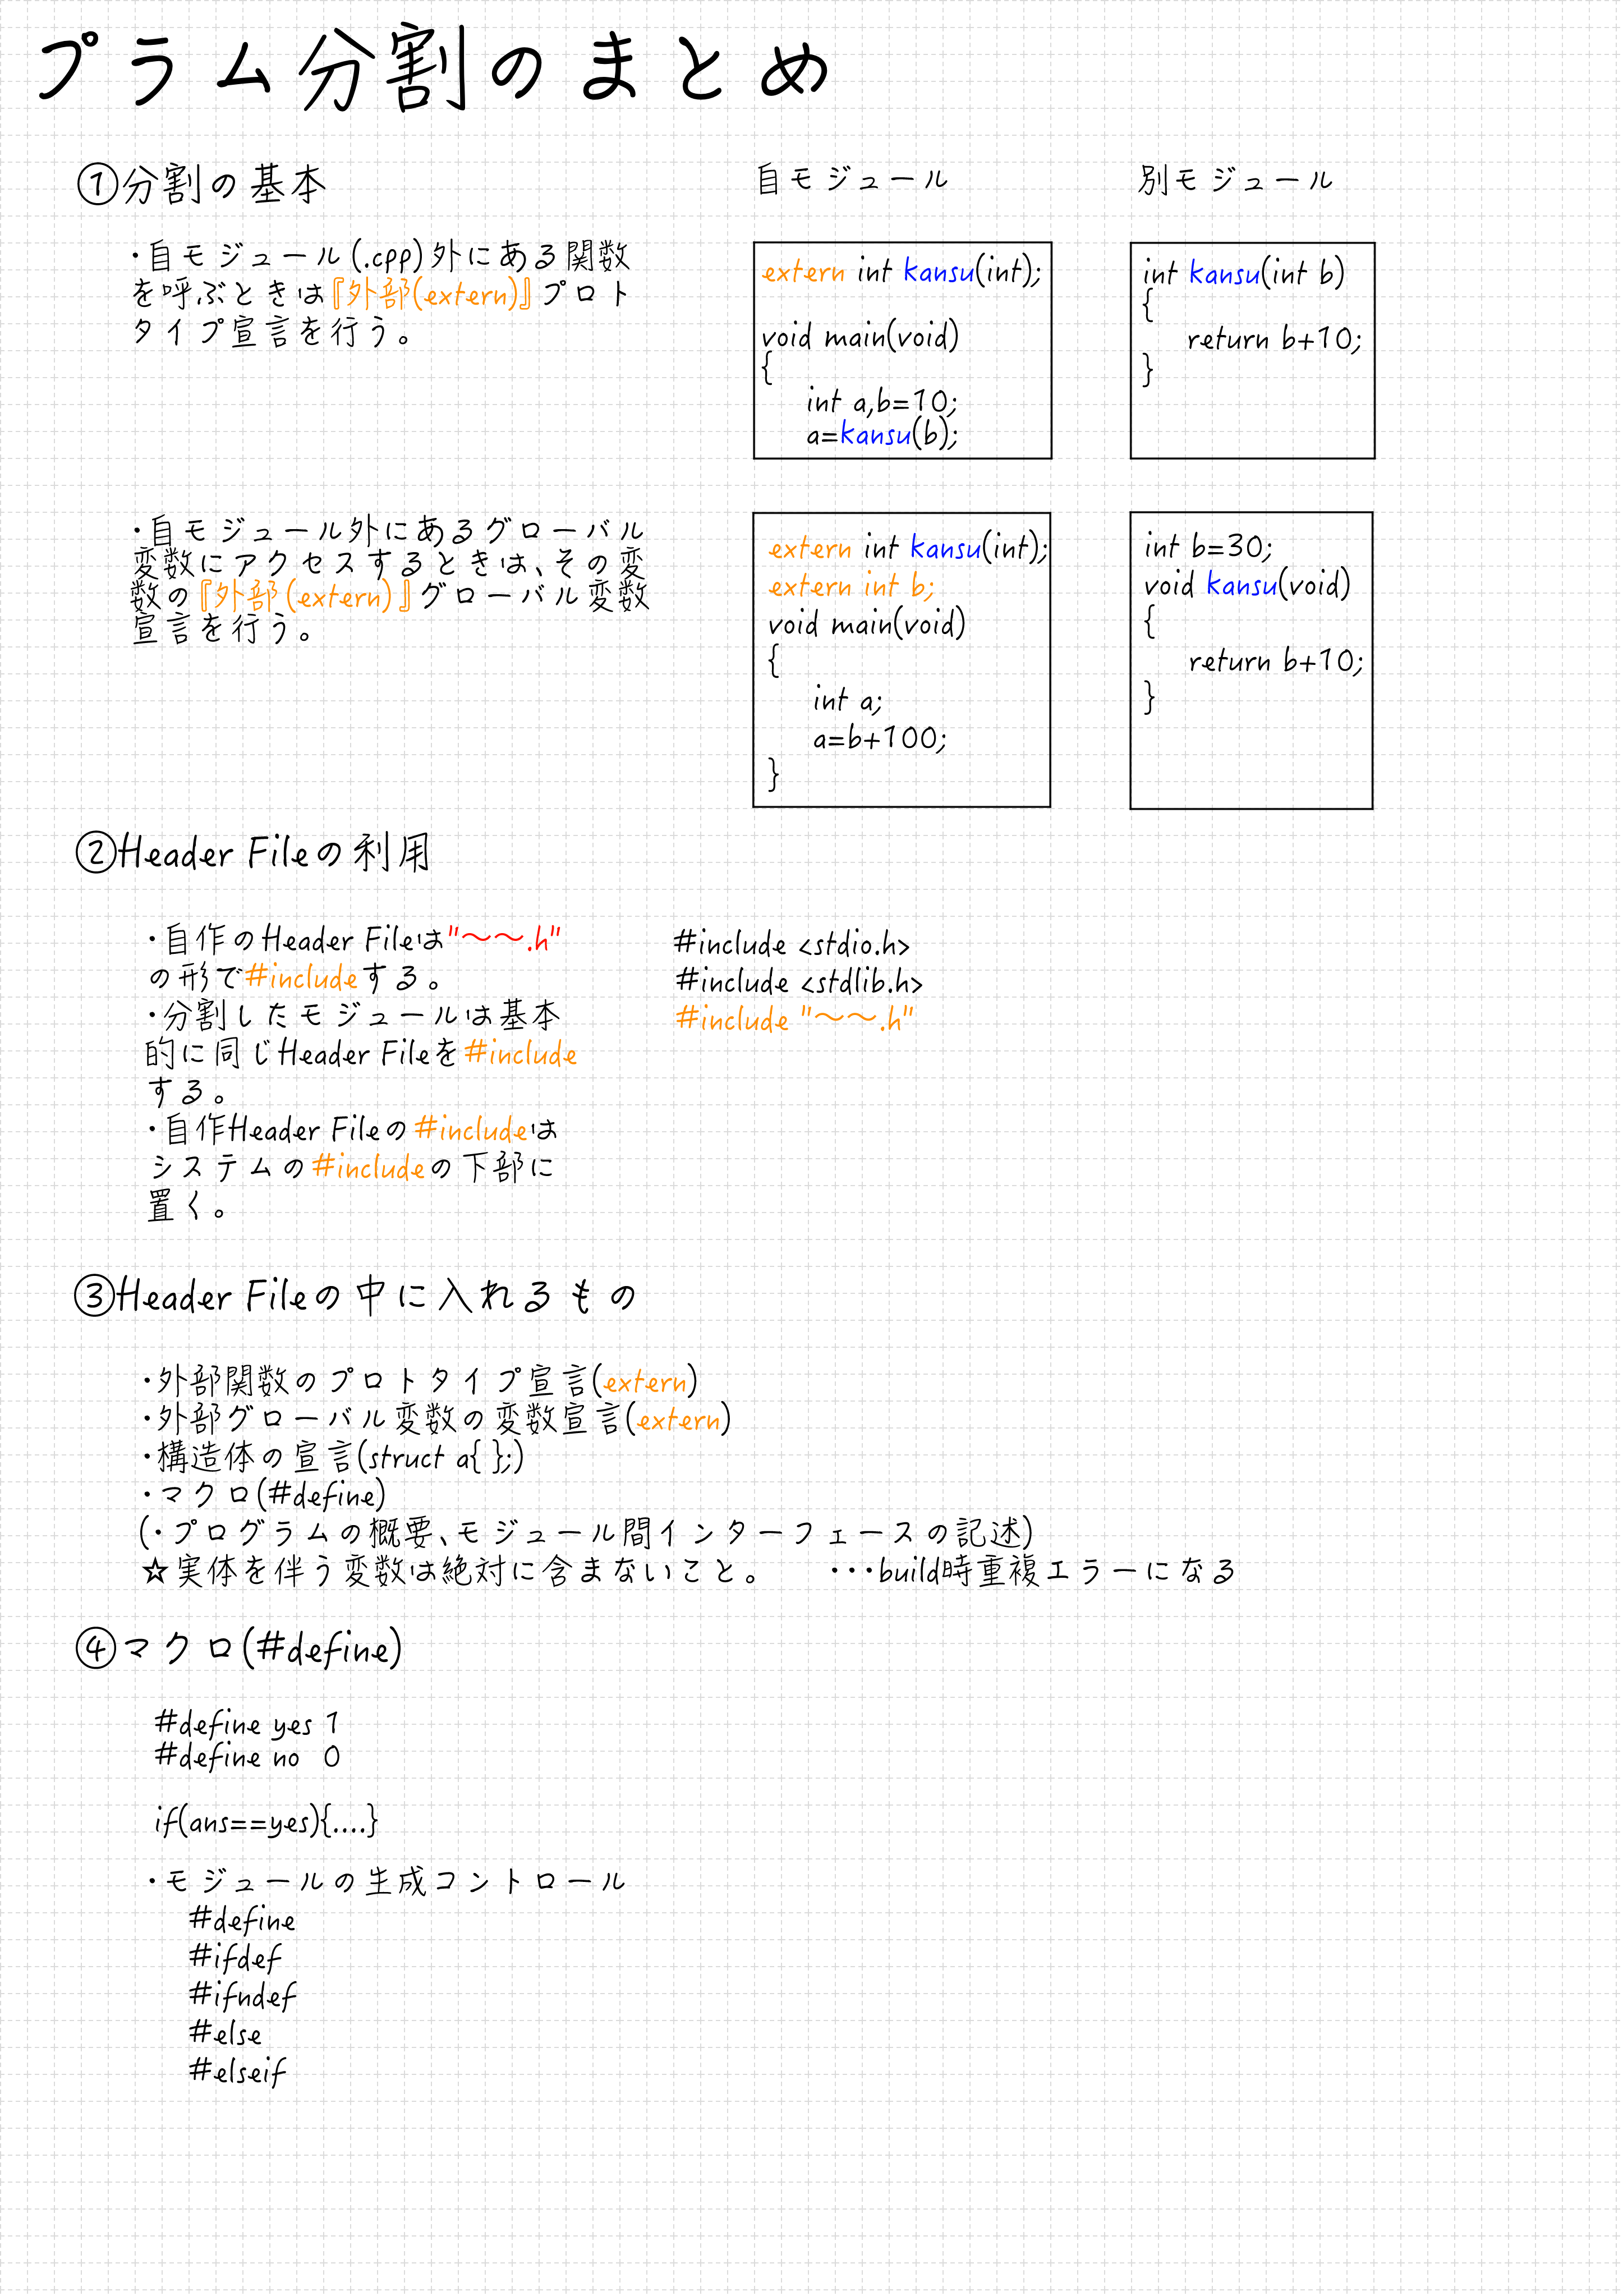 プラム分割のまとめ
①分割の基本
自モジュール
別モジュール
・自モジュール(.cpp)外にある関数
を呼ぶときは『外部(extern)』プロト
タイプ宣言を行う。
extern int kansu(int);
void main(void)
{
int a,b=10;
a=kansu(b);
int kansu(int b)
{
return b+10;
}
・自モジュール外にあるグローバル
変数にアクセスするときは、その変
数の『外部(extern)』グローバル変数
宣言を行う。
extern int kansu(int);
extern int b;
void main(void)
{
int a;
a=b+100;
}
int b=30;
void kansu(void)
{
return b+10;
}
②Header Fileの利用
・自作のHeader Fileは"～～.h"
の形で#includeする。
・分割したモジュールは基本
的に同じHeader Fileを#include
する。
・自作Header Fileの#includeは
システムの#includeの下部に
置く。
#include <stdio.h>
#include <stdlib.h>
#include "～～.h"
③Header Fileの中に入れるもの
・外部関数のプロトタイプ宣言(extern)
・外部グローバル変数の変数宣言(extern)
・構造体の宣言(struct a{ };)
・マクロ(#define)
(・プログラムの概要、モジュール間インターフェースの記述)
☆実体を伴う変数は絶対に含まないこと。 ・・・build時重複エラーになる
④マクロ(#define)
#define yes 1
#define no 0
if(ans==yes){....}
・モジュールの生成コントロール
#define
#ifdef
#ifndef
#else
#elseif